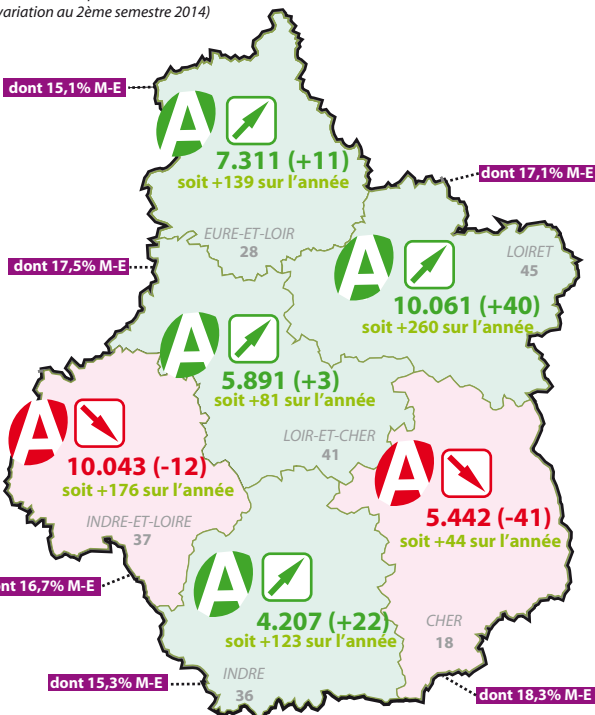 variation au 2ème semestre 2014)
dont 15,1% M-E
A
7.311 (+11)
soit +139 sur l'année
EURE-ET-LOIR
28
dont 17,1% M-E
LOIRET
45
A
10.061 (+40)
soit +260 sur l'année
dont 17,5% M-E
A
5.891 (+3)
soit +81 sur l'année
LOIR-ET-CHER
41
A
10.043 (-12)
soit +176 sur l'année
INDRE-ET-LOIRE
37
A
5.442 (-41)
soit +44 sur l'année
CHER
18
nt 16,7% M-E
A
4.207 (+22)
soit +123 sur l'année
INDRE
36
dont 15,3% M-E
dont 18,3% M-E